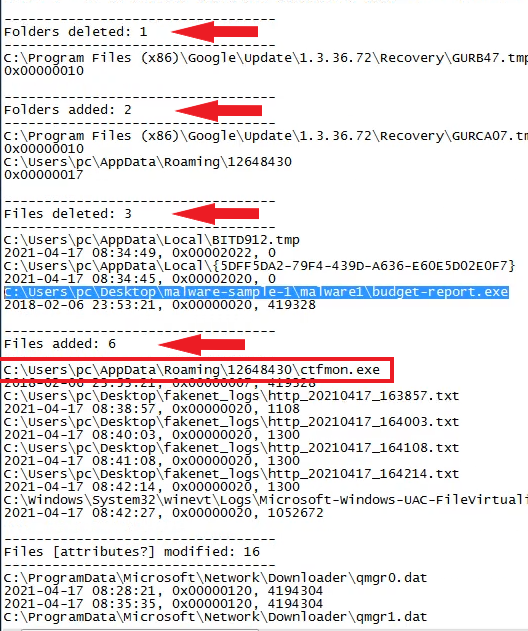 ----------------------------------
Folders deleted: 1
----------------------------------
C:\Program Files (x86)\Google\Update\1.3.36.72\Recovery\GURB47.tmp
0x00000010
----------------------------------
Folders added: 2
----------------------------------
C:\Program Files (x86)\Google\Update\1.3.36.72\Recovery\GURCA07.tm
0x00000010
C:\Users\pc\AppData\Roaming\12648430
0x00000017
----------------------------------
Files deleted: 3
----------------------------------
C:\Users\pc\AppData\Local\BITD912.tmp
2021-04-17 08:34:49, 0x00002022, 0
C:\Users\pc\AppData\Local\{5DFF5DA2-79F4-439D-A636-E60E5D02E0F7}
2021-04-17 08:34:45, 0x00000020, 0
C:\Users\pc\Desktop\malware-sample-1\malware1\budget-report.exe
2018-02-06 23:53:21, 0x00000020, 419328
----------------------------------
Files added: 6
----------------------------------
C:\Users\pc\AppData\Roaming\12648430\ctfmon.exe
2018-02-06 23:53:21, 0x00000007, 419328
C:\Users\pc\Desktop\fakenet_logs\http_20210417_163857.txt
2021-04-17 08:38:57, 0x00000020, 1108
C:\Users\pc\Desktop\fakenet_logs\http_20210417_164003.txt
2021-04-17 08:40:03, 0x00000020, 1300
C:\Users\pc\Desktop\fakenet_logs\http_20210417_164108.txt
2021-04-17 08:41:08, 0x00000020, 1300
C:\Users\pc\Desktop\fakenet_logs\http_20210417_164214.txt
2021-04-17 08:42:14, 0x00000020, 1300
C:\Windows\System32\winevt\Logs\Microsoft-Windows-UAC-FileVirtuali
2021-04-17 08:42:27, 0x00000020, 1052672
----------------------------------
Files [attributes?] modified: 16
----------------------------------
C:\ProgramData\Microsoft\Network\Downloader\qmgr0.dat
2021-04-17 08:28:21, 0x00000120, 4194304
2021-04-17 08:35:35, 0x00000120, 4194304
C:\ProgramData\Microsoft\Network\Downloader\qmgr1.dat